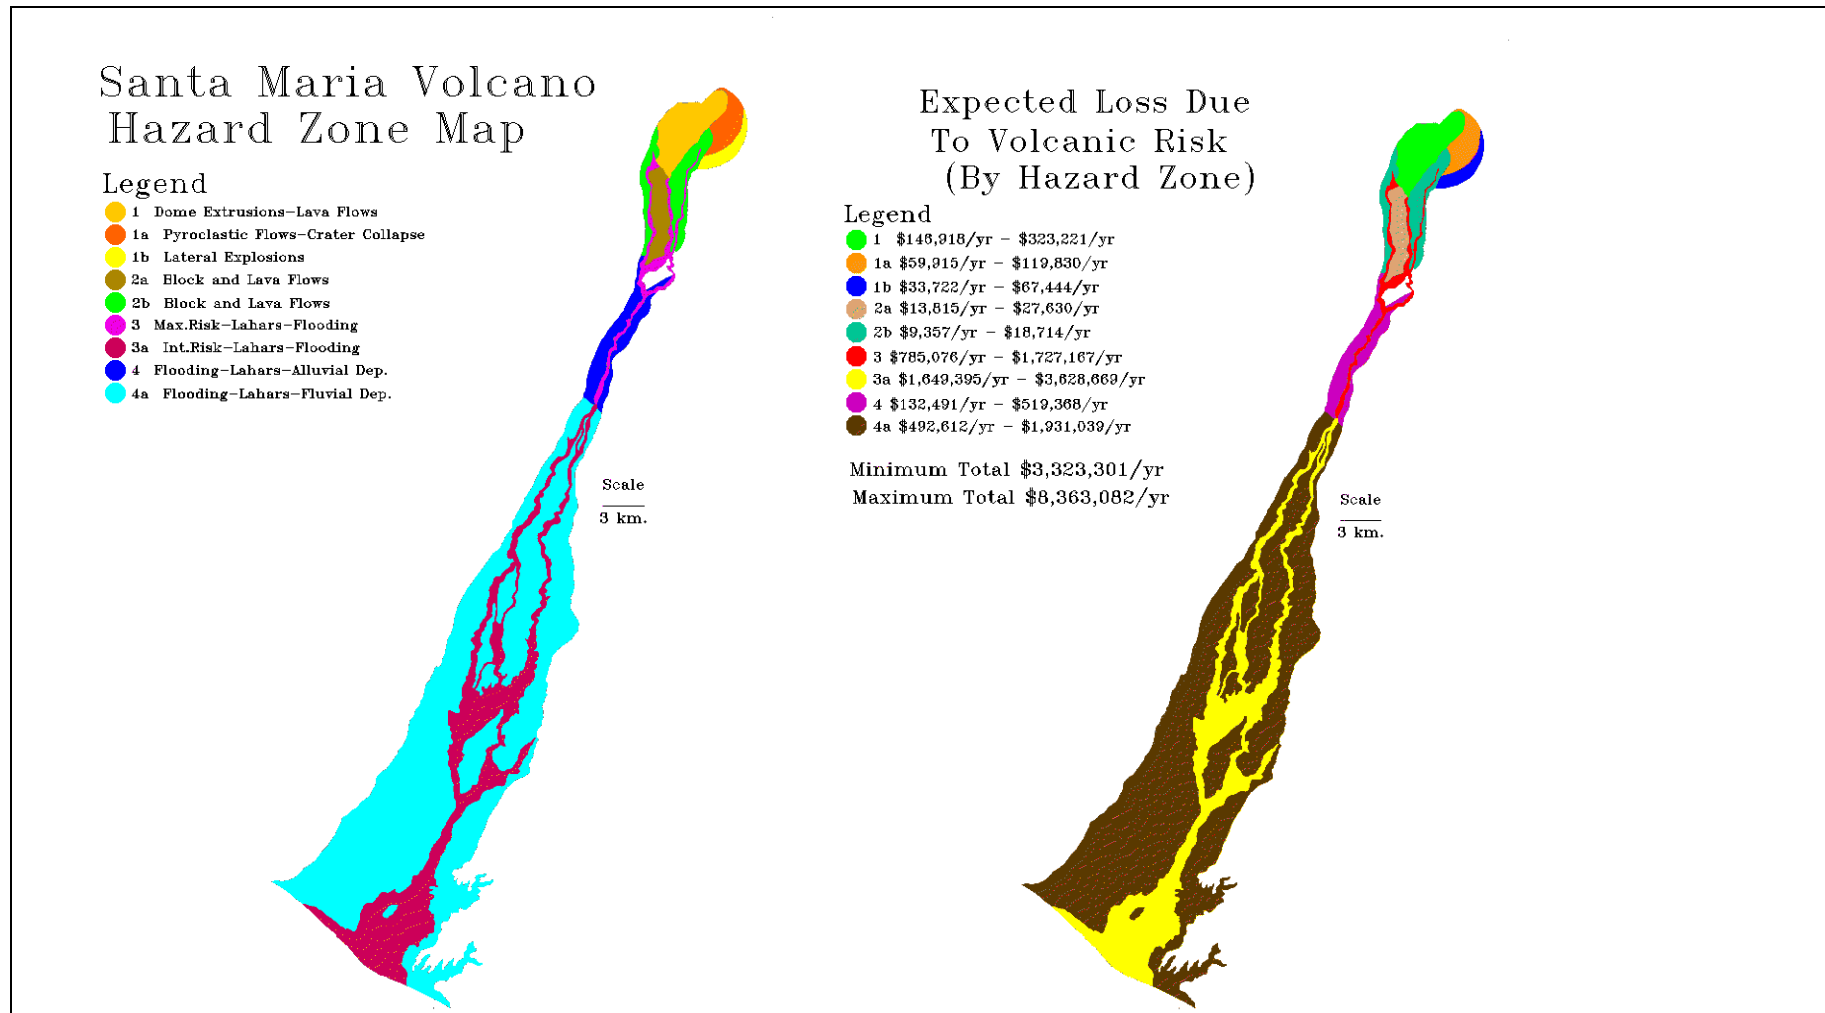 Santa Maria Volcano
Hazard Zone Map
Legend
1 Dome Extrusions-Lava Flows
1a Pyroclastic Flows-Crater Collapse
1b Lateral Explosions
2a Block and Lava Flows
2b Block and Lava Flows
3 Max.Risk-Lahars-Flooding
3a Int.Risk-Lahars-Flooding
4 Flooding-Lahars-Alluvial Dep.
4a Flooding-Lahars-Fluvial Dep.
Scale
3 km.
Expected Loss Due
To Volcanic Risk
(By Hazard Zone)
Legend
1 $146,918/yr - $323,221/yr
1a $59,915/yr - $119,830/yr
1b $33,722/yr - $67,444/yr
2a $13,815/yr - $27,630/yr
2b $9,357/yr - $18,714/yr
3 $785,076/yr - $1,727,167/yr
3a $1,649,395/yr - $3,628,669/yr
4 $132,491/yr - $519,368/yr
4a $492,612/yr - $1,931,039/yr
Minimum Total $3,323,301/yr
Maximum Total $8,363,082/yr
Scale
3 km.